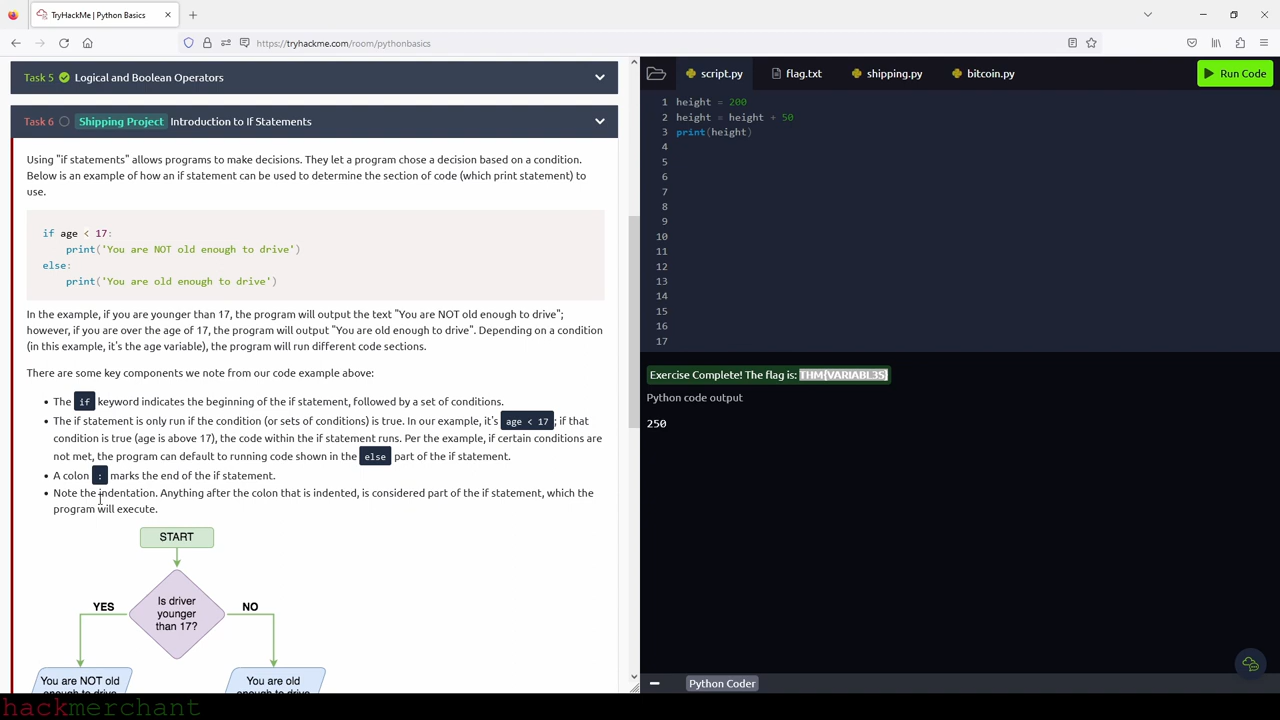 TryHackMe | Python Basics
https://tryhackme.com/room/pythonbasics
Task 5 Logical and Boolean Operators
Task 6 Shipping Project Introduction to If Statements
Using "if statements" allows programs to make decisions. They let a program chose a decision based on a condition.
Below is an example of how an if statement can be used to determine the section of code (which print statement) to
use.
if age < 17:
print('You are NOT old enough to drive')
else:
print('You are old enough to drive')
In the example, if you are younger than 17, the program will output the text "You are NOT old enough to drive";
however, if you are over the age of 17, the program will output "You are old enough to drive". Depending on a condition
(in this example, it's the age variable), the program will run different code sections.
There are some key components we note from our code example above:
• The if keyword indicates the beginning of the if statement, followed by a set of conditions.
• The if statement is only run if the condition (or sets of conditions) is true. In our example, it's age < 17; if that
condition is true (age is above 17), the code within the if statement runs. Per the example, if certain conditions are
not met, the program can default to running code shown in the else part of the if statement.
• A colon : marks the end of the if statement.
• Note the indentation. Anything after the colon that is indented, is considered part of the if statement, which the
program will execute.
START
YES
Is driver
younger
than 17?
NO
You are NOT old
enough to drive
You are old
enough to drive
hackmerchant
script.py flag.txt shipping.py bitcoin.py Run Code
1 height = 200
2 height = height + 50
3 print(height)
4
5
6
7
8
9
10
11
12
13
14
15
16
17
Exercise Complete! The flag is: THM{VARIABL3S}
Python code output
250
Python Coder